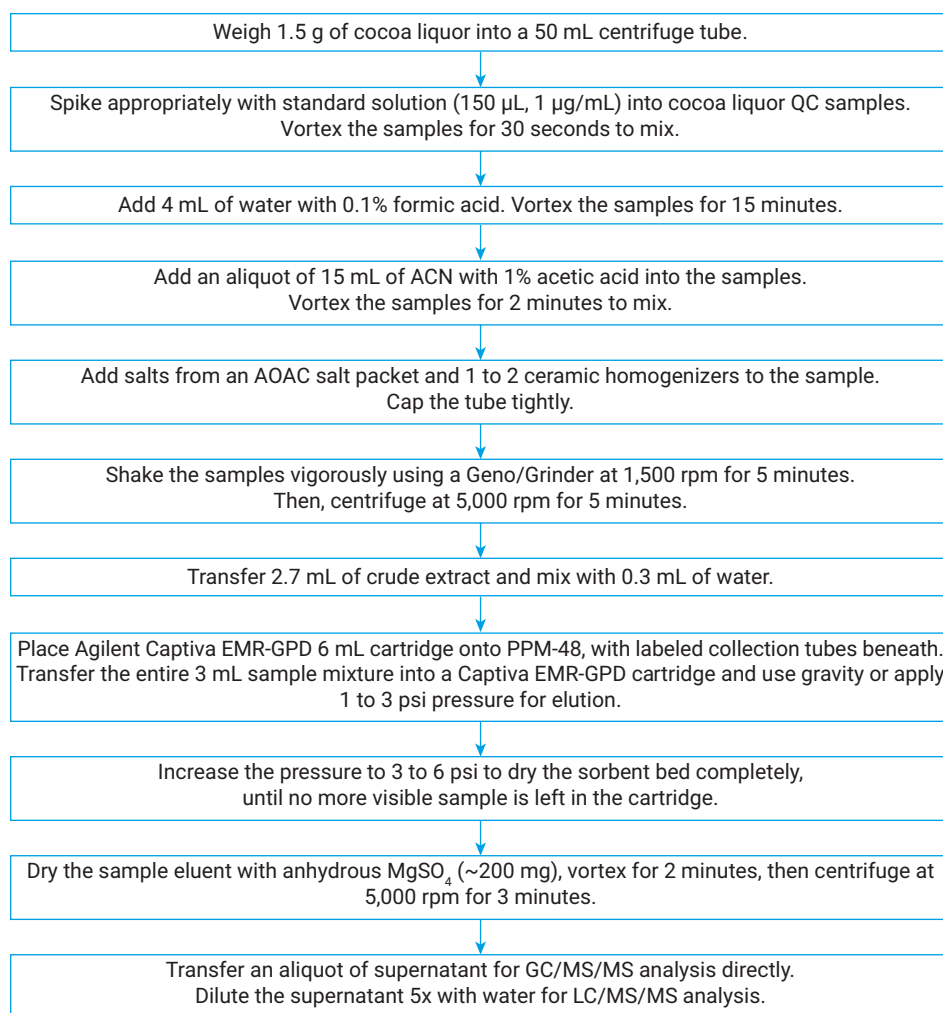 Weigh 1.5 g of cocoa liquor into a 50 mL centrifuge tube.
Spike appropriately with standard solution (150 µL, 1 µg/mL) into cocoa liquor QC samples.
Vortex the samples for 30 seconds to mix.
Add 4 mL of water with 0.1% formic acid. Vortex the samples for 15 minutes.
Add an aliquot of 15 mL of ACN with 1% acetic acid into the samples.
Vortex the samples for 2 minutes to mix.
Add salts from an AOAC salt packet and 1 to 2 ceramic homogenizers to the sample.
Cap the tube tightly.
Shake the samples vigorously using a Geno/Grinder at 1,500 rpm for 5 minutes.
Then, centrifuge at 5,000 rpm for 5 minutes.
Transfer 2.7 mL of crude extract and mix with 0.3 mL of water.
Place Agilent Captiva EMR-GPD 6 mL cartridge onto PPM-48, with labeled collection tubes beneath.
Transfer the entire 3 mL sample mixture into a Captiva EMR-GPD cartridge and use gravity or apply
1 to 3 psi pressure for elution.
Increase the pressure to 3 to 6 psi to dry the sorbent bed completely,
until no more visible sample is left in the cartridge.
Dry the sample eluent with anhydrous MgSO₄ (~200 mg), vortex for 2 minutes, then centrifuge at
5,000 rpm for 3 minutes.
Transfer an aliquot of supernatant for GC/MS/MS analysis directly.
Dilute the supernatant 5x with water for LC/MS/MS analysis.